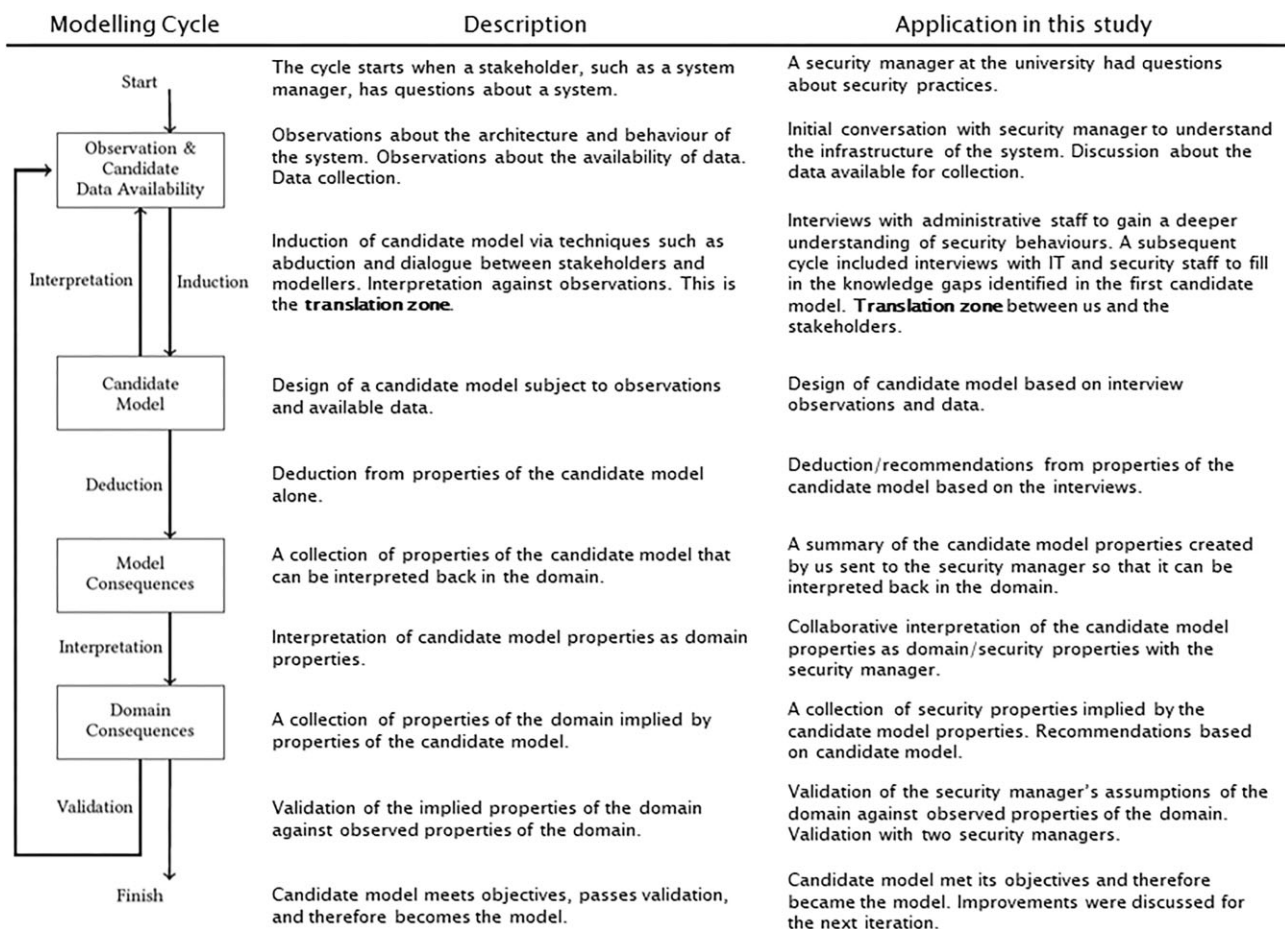 Modelling Cycle
Description
Application in this study
Start
The cycle starts when a stakeholder, such as a system
manager, has questions about a system.
A security manager at the university had questions
about security practices.
Observation &
Candidate
Data Availability
Observations about the architecture and behaviour of
the system. Observations about the availability of data.
Data collection.
Initial conversation with security manager to understand
the infrastructure of the system. Discussion about the
data available for collection.
Interpretation
Induction
Induction of candidate model via techniques such as
abduction and dialogue between stakeholders and
modellers. Interpretation against observations. This is
the translation zone.
Interviews with administrative staff to gain a deeper
understanding of security behaviours. A subsequent
cycle included interviews with IT and security staff to fill
in the knowledge gaps identified in the first candidate
model. Translation zone between us and the
stakeholders.
Candidate
Model
Design of a candidate model subject to observations
and available data.
Design of candidate model based on interview
observations and data.
Deduction
Deduction from properties of the candidate model
alone.
Deduction/recommendations from properties of the
candidate model based on the interviews.
Model
Consequences
A collection of properties of the candidate model that
can be interpreted back in the domain.
A summary of the candidate model properties created
by us sent to the security manager so that it can be
interpreted back in the domain.
Interpretation
Interpretation of candidate model properties as domain
properties.
Collaborative interpretation of the candidate model
properties as domain/security properties with the
security manager.
Domain
Consequences
A collection of properties of the domain implied by
properties of the candidate model.
A collection of security properties implied by the
candidate model properties. Recommendations based
on candidate model.
Validation
Validation of the implied properties of the domain
against observed properties of the domain.
Validation of the security manager's assumptions of the
domain against observed properties of the domain.
Validation with two security managers.
Finish
Candidate model meets objectives, passes validation,
and therefore becomes the model.
Candidate model met its objectives and therefore
became the model. Improvements were discussed for
the next iteration.